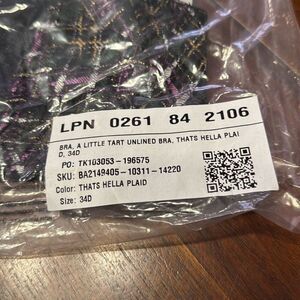 LPN 0261 84 2106
BRA, A LITTLE TART UNLINED BRA, THATS HELLA PLAI
D, 34D
PO: TK103053-196575
SKU: BA2149405-10311-14220
Color: THATS HELLA PLAID
Size: 34D